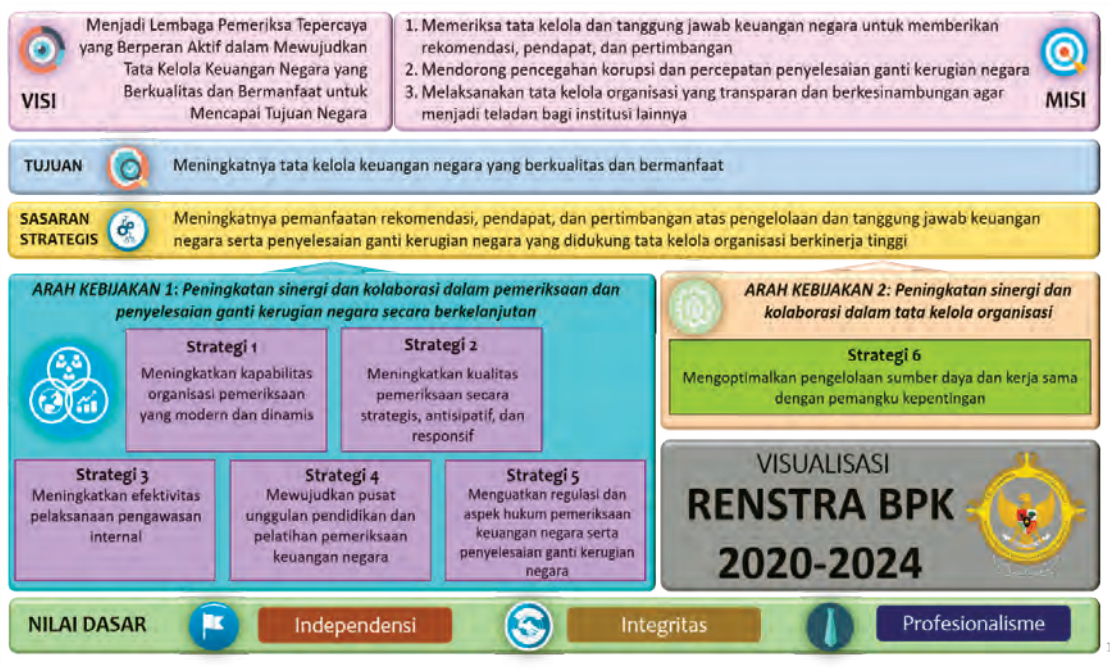 VISI
Menjadi Lembaga Pemeriksa Tepercaya
yang Berperan Aktif dalam Mewujudkan
Tata Kelola Keuangan Negara yang
Berkualitas dan Bermanfaat untuk
Mencapai Tujuan Negara
1. Memeriksa tata kelola dan tanggung jawab keuangan negara untuk memberikan
rekomendasi, pendapat, dan pertimbangan
2. Mendorong pencegahan korupsi dan percepatan penyelesaian ganti kerugian negara
3. Melaksanakan tata kelola organisasi yang transparan dan berkesinambungan agar
menjadi teladan bagi institusi lainnya
MISI
TUJUAN
Meningkatnya tata kelola keuangan negara yang berkualitas dan bermanfaat
SASARAN
STRATEGIS
Meningkatnya pemanfaatan rekomendasi, pendapat, dan pertimbangan atas pengelolaan dan tanggung jawab keuangan
negara serta penyelesaian ganti kerugian negara yang didukung tata kelola organisasi berkinerja tinggi
ARAH KEBIJAKAN 1: Peningkatan sinergi dan kolaborasi dalam pemeriksaan dan
penyelesaian ganti kerugian negara secara berkelanjutan
Strategi 1
Meningkatkan kapabilitas
organisasi pemeriksaan
yang modern dan dinamis
Strategi 2
Meningkatkan kualitas
pemeriksaan secara
strategis, antisipatif, dan
responsif
Strategi 3
Meningkatkan efektivitas
pelaksanaan pengawasan
internal
Strategi 4
Mewujudkan pusat
unggulan pendidikan dan
pelatihan pemeriksaan
keuangan negara
Strategi 5
Menguatkan regulasi dan
aspek hukum pemeriksaan
keuangan negara serta
penyelesaian ganti kerugian
negara
ARAH KEBIJAKAN 2: Peningkatan sinergi dan
kolaborasi dalam tata kelola organisasi
Strategi 6
Mengoptimalkan pengelolaan sumber daya dan kerja sama
dengan pemangku kepentingan
VISUALISASI
RENSTRA BPK
2020-2024
NILAI DASAR
Independensi
Integritas
Profesionalisme